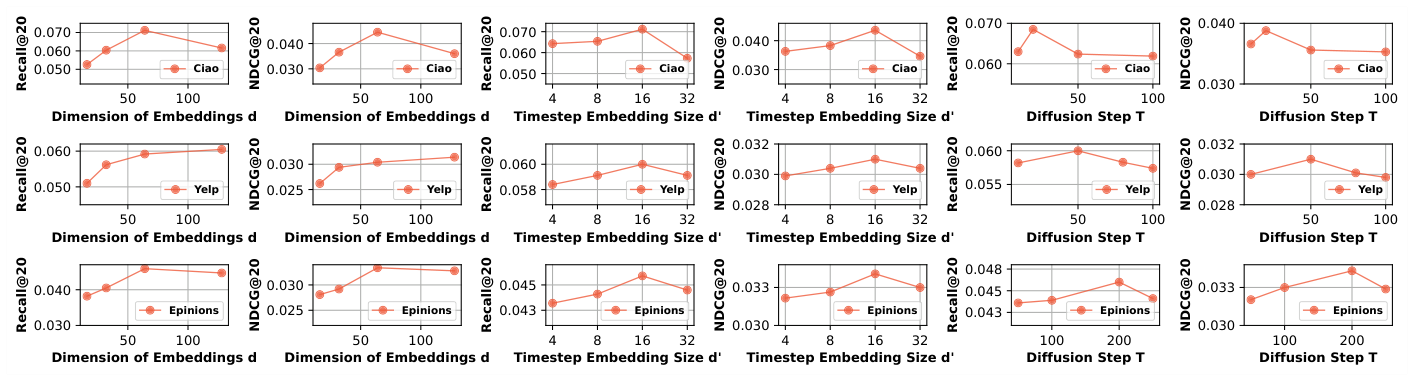 Recall@20
0.070
0.060
0.050
Ciao
50 100
Dimension of Embeddings d
NDCG@20
0.040
0.030
Ciao
50 100
Dimension of Embeddings d
Recall@20
0.070
0.060
0.050
Ciao
4 8 16 32
Timestep Embedding Size d'
NDCG@20
0.040
0.030
Ciao
4 8 16 32
Timestep Embedding Size d'
Recall@20
0.070
0.060
Ciao
50 100
Diffusion Step T
NDCG@20
0.040
0.030
Ciao
50 100
Diffusion Step T
Recall@20
0.060
0.050
Yelp
50 100
Dimension of Embeddings d
NDCG@20
0.030
0.025
Yelp
50 100
Dimension of Embeddings d
Recall@20
0.060
0.058
Yelp
4 8 16 32
Timestep Embedding Size d'
NDCG@20
0.032
0.030
0.028
Yelp
4 8 16 32
Timestep Embedding Size d'
Recall@20
0.060
0.055
Yelp
50 100
Diffusion Step T
NDCG@20
0.032
0.030
0.028
Yelp
50 100
Diffusion Step T
Recall@20
0.040
0.030
Epinions
50 100
Dimension of Embeddings d
NDCG@20
0.030
0.025
Epinions
50 100
Dimension of Embeddings d
Recall@20
0.045
0.043
Epinions
4 8 16 32
Timestep Embedding Size d'
NDCG@20
0.033
0.030
Epinions
4 8 16 32
Timestep Embedding Size d'
Recall@20
0.048
0.045
0.043
Epinions
100 200
Diffusion Step T
NDCG@20
0.033
0.030
Epinions
100 200
Diffusion Step T